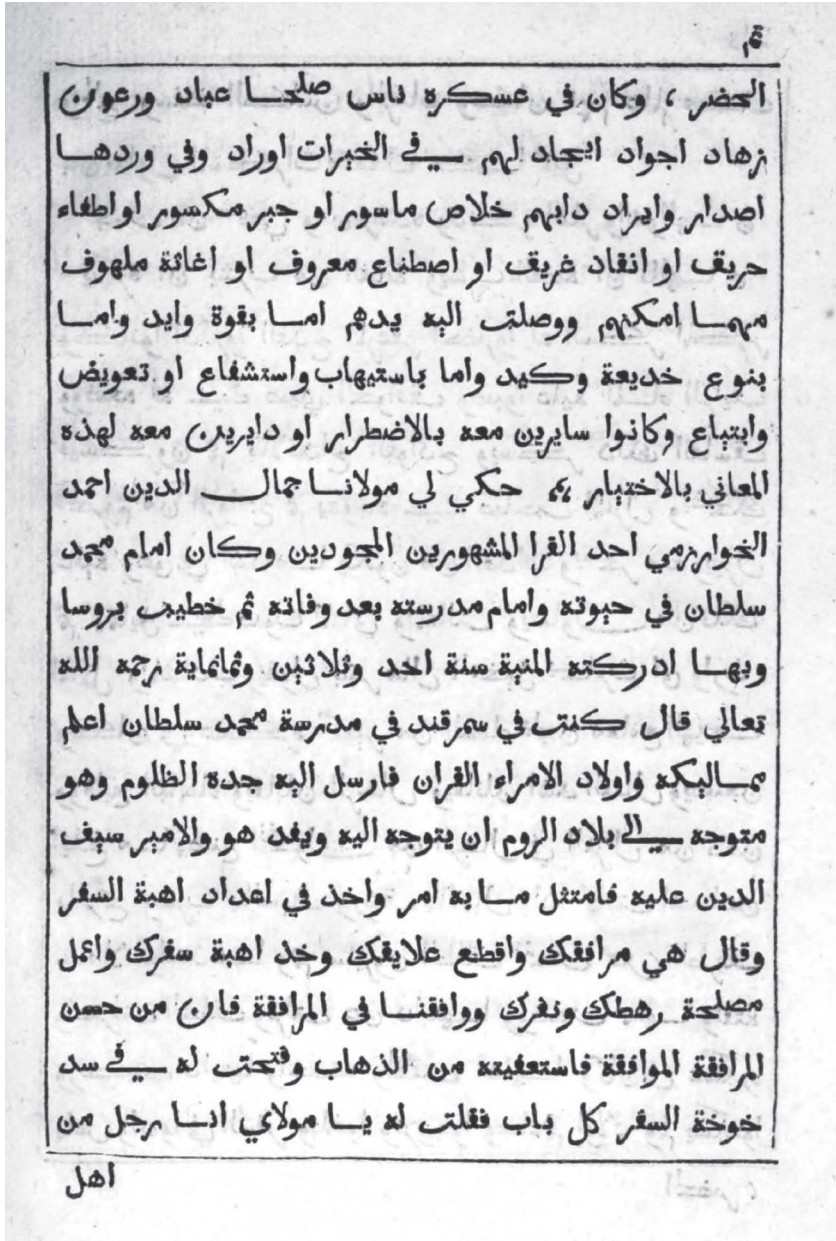 الحضر ، وكان في عسكره ناس صلحا عباد ورعون
زهاد اجواد انجاد لهم في الخيرات اوراد وفي وردها
اصدار وايراد دابهم خلاص ماسور او جبر مكسور او اطفاء
حريق او انقاد غريق او اصطناع معروف او اغاثة ملهوف
مهما امكنهم ووصلت اليه يدهم اما بقوة وايد واما
بنوع خديعة وكيد واما باستيهاب واستشفاع او تعويض
وابتياع وكانوا سايرين معه بالاضطرار او دايرين معه لهذه
المعاني بالاختيار ،، حكي لي مولانا جمال الدين احمد
الخوارزمي احد القرا المشهورين المجودين وكان امام محمد
سلطان في حيوته وامام مدرسته بعد وفاته ثم خطيب بروسا
وبها ادركته المنية سنة احد وثلاثين وثمانماية رحمه الله
تعالي قال كنت في سمرقند في مدرسة محمد سلطان اعلم
مماليكه واولاد الامراء القران فارسل اليه جده الظلوم وهو
متوجه الي بلاد الروم ان يتوجه اليه ويفد هو والامير سيف
الدين عليه فامتثل ما به امر واخذ في اعداد اهبة السفر
وقال هي مرافقك واقطع علايقك وخذ اهبة سفرك واعمل
مصلحة رهطك ونفرك ووافقنا في المرافقة فان من حسن
المرافقة الموافقة فاستعفيته من الذهاب وفتحت له في سد
خوخة السفر كل باب فقلت له يا مولاي انا رجل من
اهل